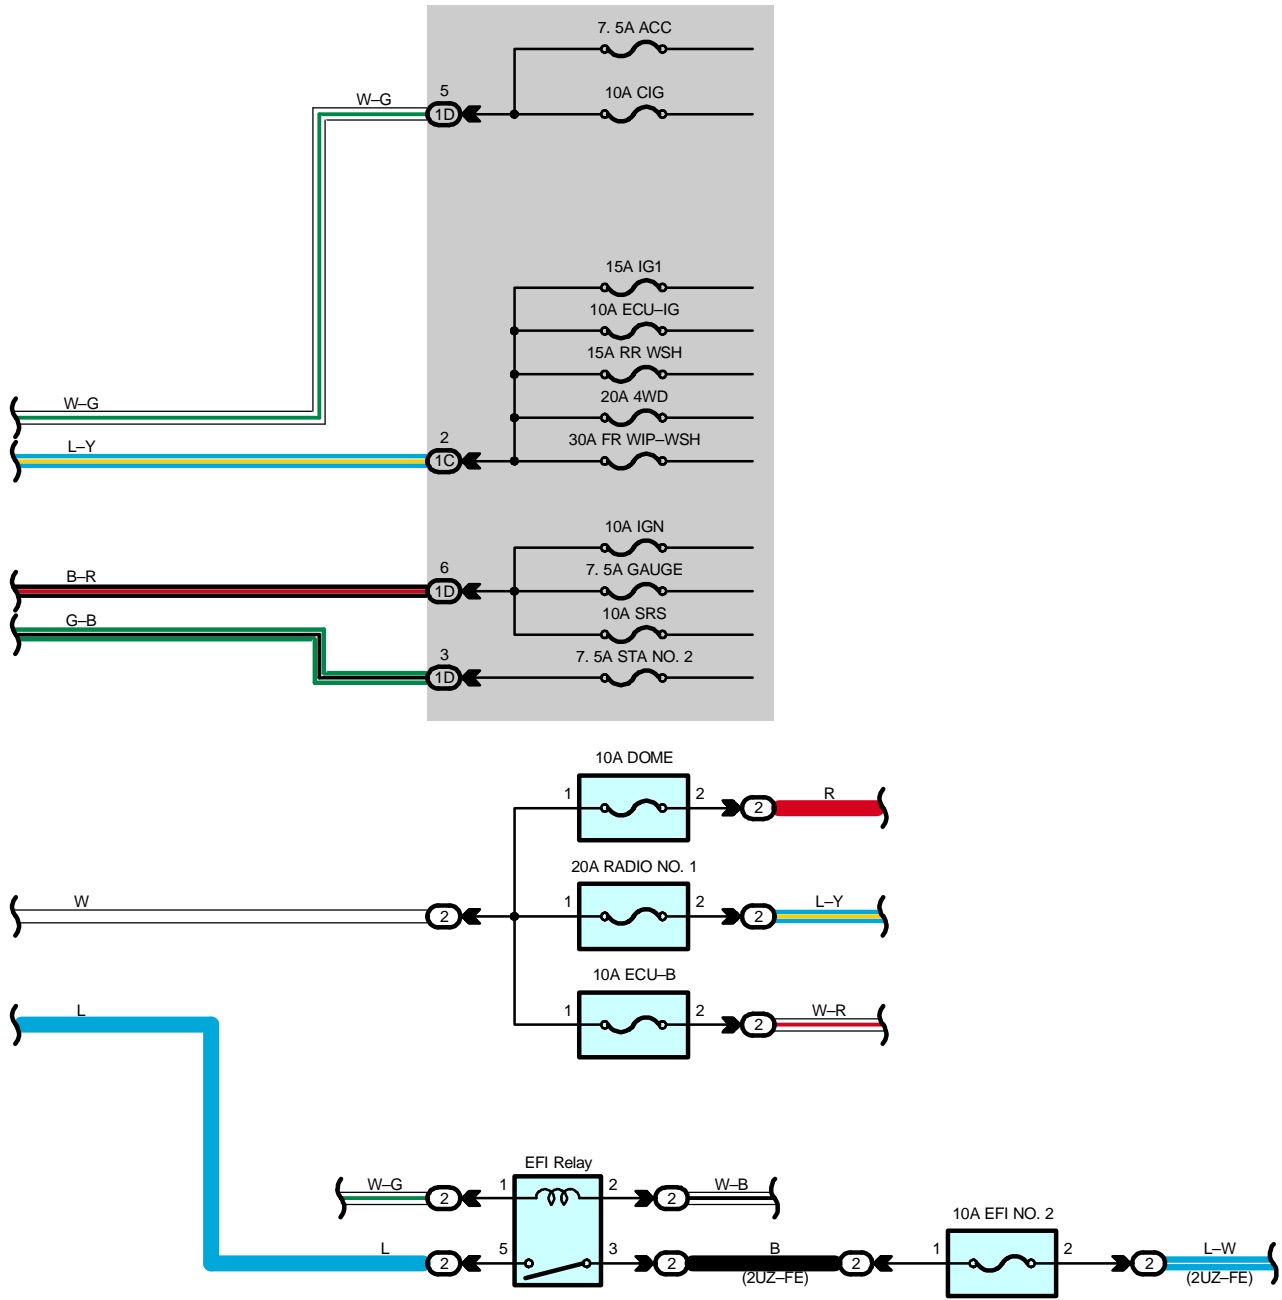 7. 5A ACC
W–G
5
10A CIG
1D
15A IG1
10A ECU–IG
15A RR WSH
W–G
20A 4WD
L–Y
2
30A FR WIP–WSH
1C
10A IGN
B–R
6
7. 5A GAUGE
1D
G–B
10A SRS
3
7. 5A STA NO. 2
1D
10A DOME
1
2
2
R
20A RADIO NO. 1
W
2
1
2
2
L–Y
10A ECU–B
L
1
2
2
W–R
EFI Relay
W–G
2
1
2
2
W–B
10A EFI NO. 2
L
2
5
3
2
B
(2UZ–FE)
2
1
2
2
L–W
(2UZ–FE)